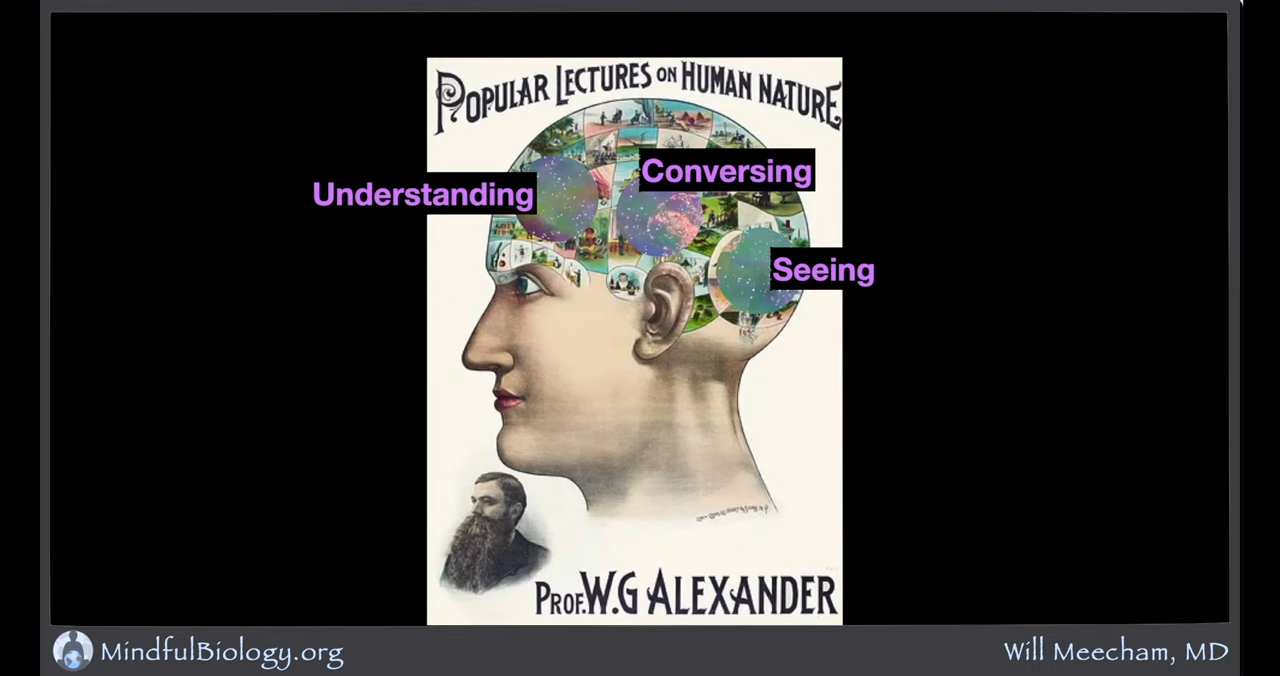 POPULAR LECTURES ON HUMAN NATURE
Conversing
Understanding
Seeing
PROF. W.G ALEXANDER
MindfulBiology.org
Will Meecham, MD